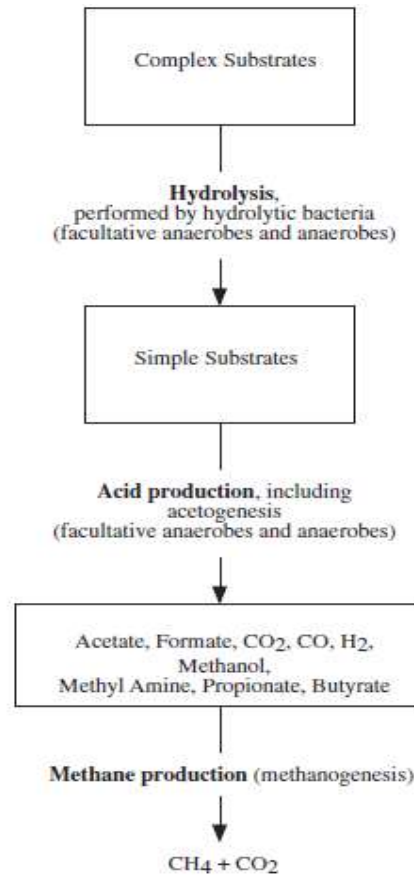 Complex Substrates
Hydrolysis,
performed by hydrolytic bacteria
(facultative anaerobes and anaerobes)
Simple Substrates
Acid production, including
acetogenesis
(facultative anaerobes and anaerobes)
Acetate, Formate, CO2, CO, H2,
Methanol,
Methyl Amine, Propionate, Butyrate
Methane production (methanogenesis)
CH4 + CO2